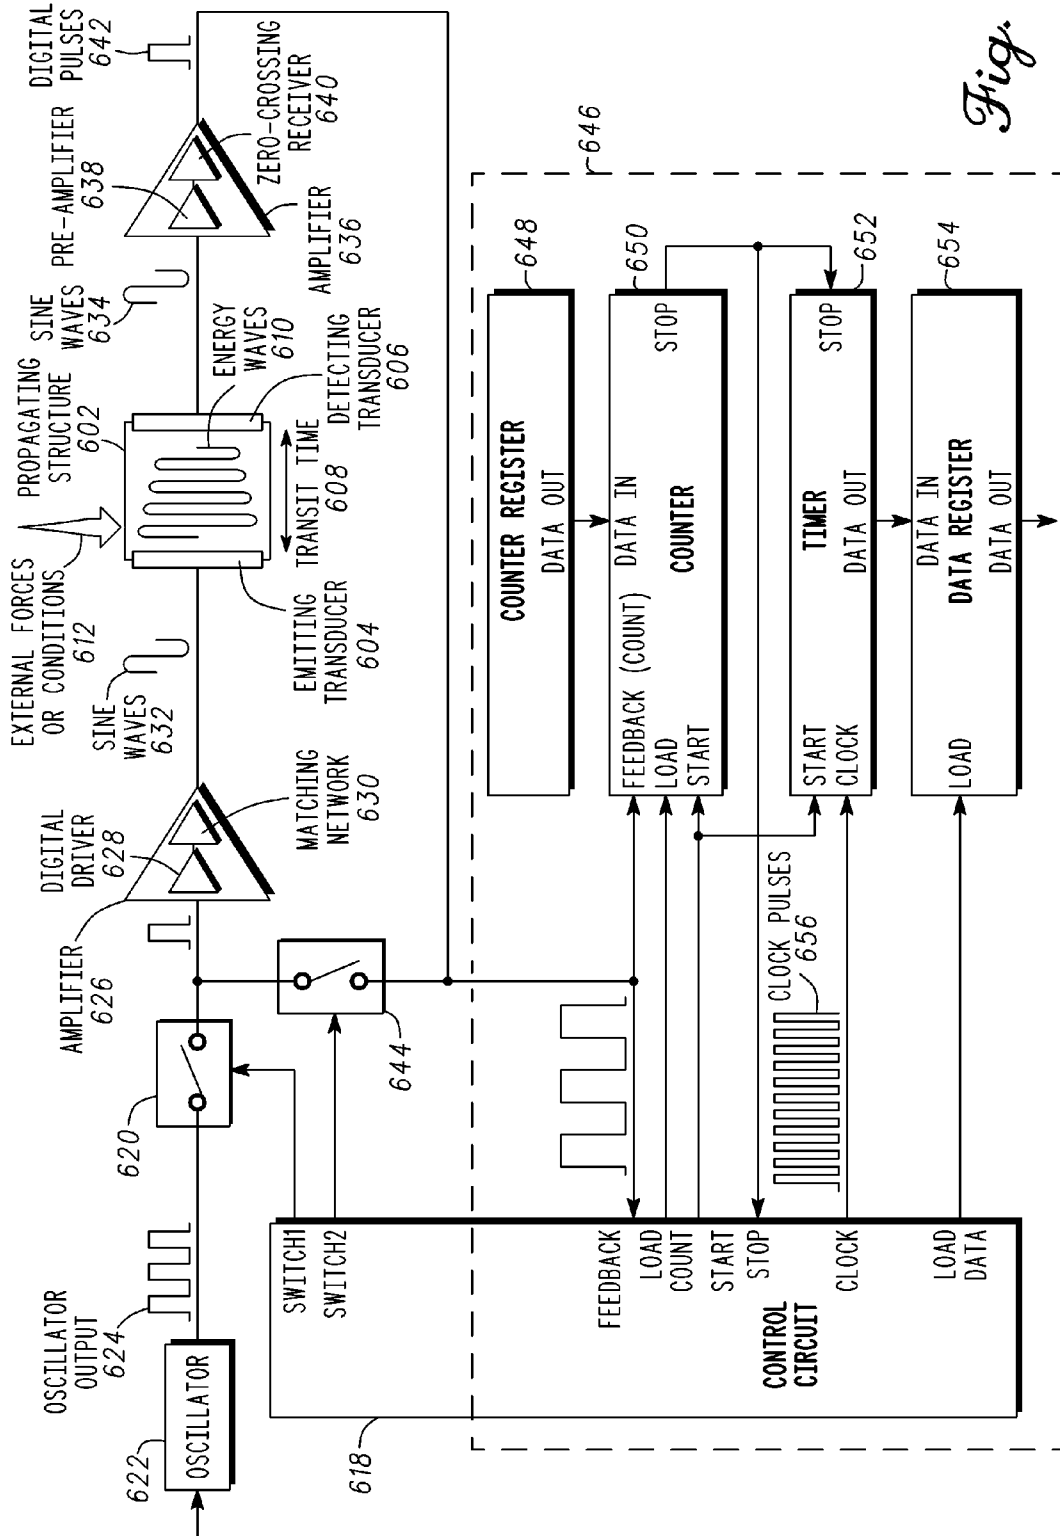 OSCILLATOR
622
OSCILLATOR
OUTPUT
624
620
AMPLIFIER
626
DIGITAL
DRIVER
628
MATCHING
NETWORK
630
SINE
WAVES
632
EXTERNAL FORCES
OR CONDITIONS
612
PROPAGATING
STRUCTURE
602
EMITTING
TRANSDUCER
604
TRANSIT TIME
608
ENERGY
WAVES
610
DETECTING
TRANSDUCER
606
SINE
WAVES
634
PRE-AMPLIFIER
638
AMPLIFIER
636
ZERO-CROSSING
RECEIVER
640
DIGITAL
PULSES
642
644
646
618
CONTROL
CIRCUIT
SWITCH1
SWITCH2
FEEDBACK
LOAD
COUNT
START
STOP
CLOCK
LOAD
DATA
CLOCK PULSES
656
COUNTER REGISTER
DATA OUT
648
DATA IN
COUNTER
FEEDBACK (COUNT)
LOAD
START
STOP
650
TIMER
START
CLOCK
STOP
DATA OUT
652
DATA IN
DATA REGISTER
DATA OUT
LOAD
654
Fig.